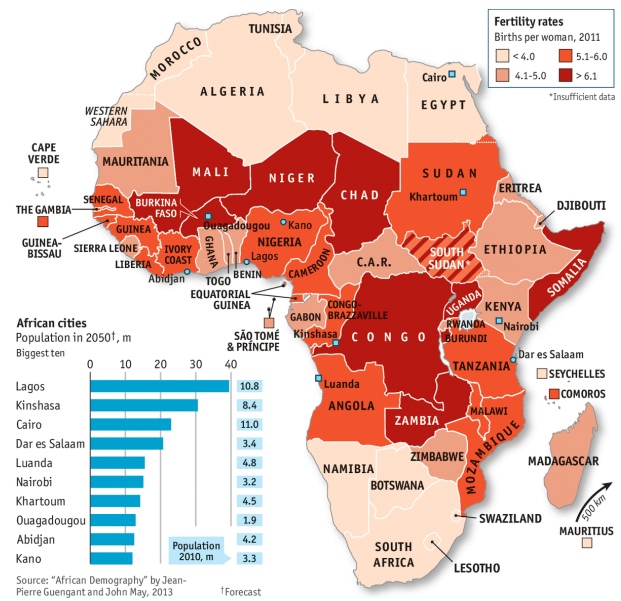 Fertility rates
Births per woman, 2011
< 4.0
5.1-6.0
4.1-5.0
> 6.1
*Insufficient data
TUNISIA
MOROCCO
ALGERIA
LIBYA
Cairo
EGYPT
WESTERN
SAHARA
CAPE
VERDE
MAURITANIA
MALI
NIGER
CHAD
SUDAN
Khartoum
ERITREA
DJIBOUTI
SENEGAL
THE GAMBIA
BURKINA
FASO
Ouagadougou
Kano
GUINEA-
BISSAU
GUINEA
SIERRA LEONE
LIBERIA
IVORY
COAST
Abidjan
GHANA
TOGO
BENIN
NIGERIA
Lagos
CAMEROON
C.A.R.
SOUTH
SUDAN*
ETHIOPIA
SOMALIA
EQUATORIAL
GUINEA
GABON
CONGO-
BRAZZAVILLE
SÃO TOMÉ
& PRÍNCIPE
Kinshasa
CONGO
UGANDA
KENYA
Nairobi
RWANDA
BURUNDI
TANZANIA
Dar es Salaam
SEYCHELLES
COMOROS
Luanda
ANGOLA
ZAMBIA
MALAWI
MOZAMBIQUE
ZIMBABWE
MADAGASCAR
NAMIBIA
BOTSWANA
SWAZILAND
SOUTH
AFRICA
LESOTHO
500 km
MAURITIUS
African cities
Population in 2050†, m
Biggest ten
0 10 20 30 40
Lagos 10.8
Kinshasa 8.4
Cairo 11.0
Dar es Salaam 3.4
Luanda 4.8
Nairobi 3.2
Khartoum 4.5
Ouagadougou 1.9
Abidjan 4.2
Kano 3.3
Population
2010, m
Source: “African Demography” by Jean-
Pierre Guengant and John May, 2013
†Forecast